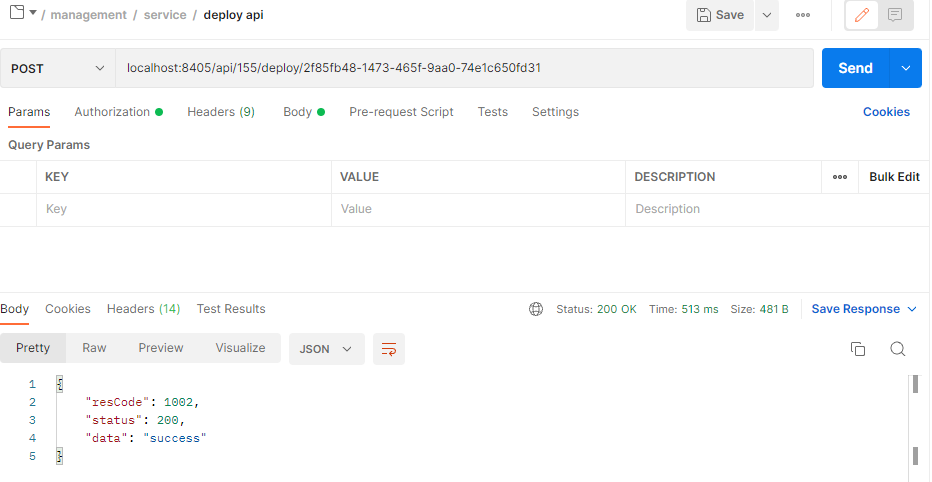 / management / service / deploy api
Save
POST
localhost:8405/api/155/deploy/2f85fb48-1473-465f-9aa0-74e1c650fd31
Send
Params Authorization Headers (9) Body Pre-request Script Tests Settings Cookies
Query Params
KEY VALUE DESCRIPTION Bulk Edit
Key Value Description
Body Cookies Headers (14) Test Results Status: 200 OK Time: 513 ms Size: 481 B Save Response
Pretty Raw Preview Visualize JSON
1 {
2 "resCode": 1002,
3 "status": 200,
4 "data": "success"
5 }